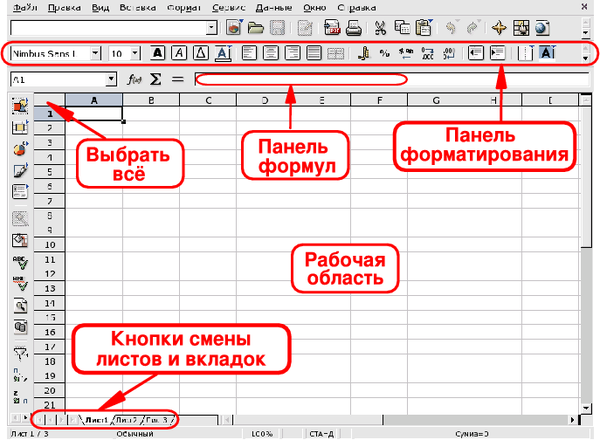 Файл Правка Вид Вставка Формат Сервис Данные Окно Справка
Nimbus Sans L 10
A1
A B C D E F G H I
1
2
3
4
5
6
7
8
9
10
11
12
13
14
15
16
17
18
19
20
21
Выбрать
всё
Панель
формул
Панель
форматирования
Рабочая
область
Кнопки смены
листов и вкладок
Лист1 Лист2 Лист3
Лист 1 / 3 Обычный 100% СТАНД Сумма=0